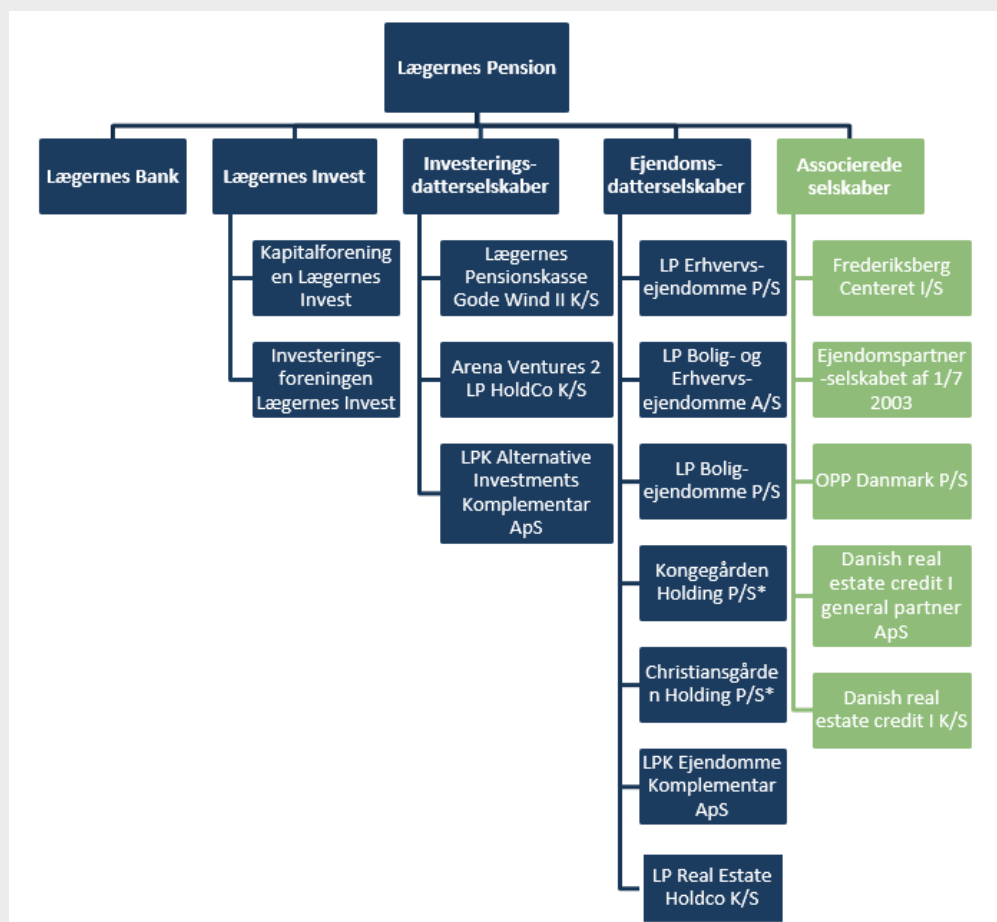 Lægernes Pension
Lægernes Bank
Lægernes Invest
Kapitalforening
en Lægernes
Invest
Investerings-
foreningen
Lægernes Invest
Investerings-
datterselskaber
Lægernes
Pensionskasse
Gode Wind II K/S
Arena Ventures 2
LP HoldCo K/S
LPK Alternative
Investments
Komplementar
ApS
Ejendoms-
datterselskaber
LP Erhvervs-
ejendomme P/S
LP Bolig- og
Erhvervs-
ejendomme A/S
LP Bolig-
ejendomme P/S
Kongegården
Holding P/S*
Christiansgårde
n Holding P/S*
LPK Ejendomme
Komplementar
ApS
LP Real Estate
Holdco K/S
Associerede
selskaber
Frederiksberg
Centeret I/S
Ejendomspartner
-selskabet af 1/7
2003
OPP Danmark P/S
Danish real
estate credit I
general partner
ApS
Danish real
estate credit I K/S